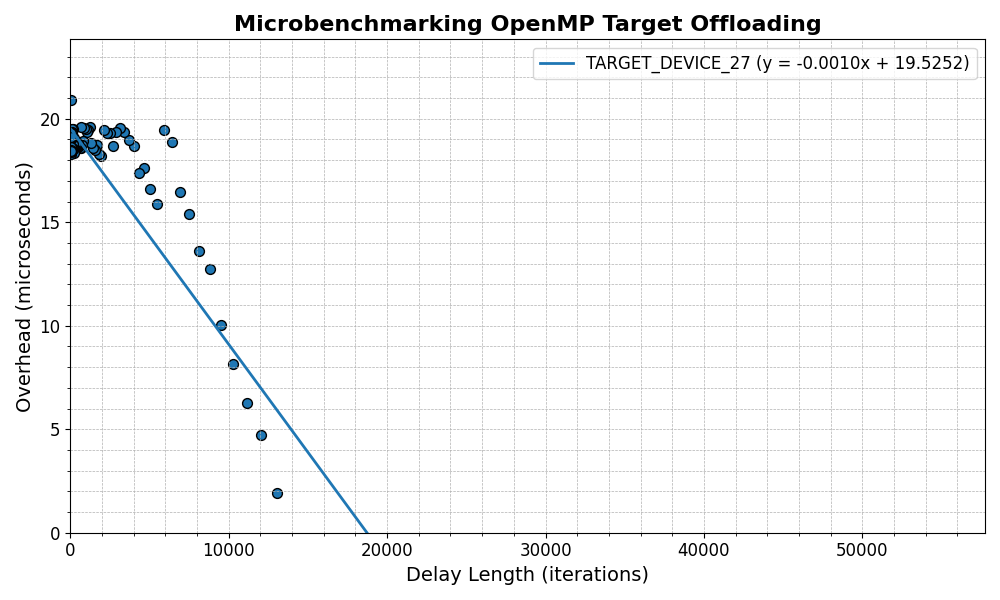 Microbenchmarking OpenMP Target Offloading
TARGET_DEVICE_27 (y = -0.0010x + 19.5252)
Overhead (microseconds)
20
15
10
5
0
0 10000 20000 30000 40000 50000
Delay Length (iterations)